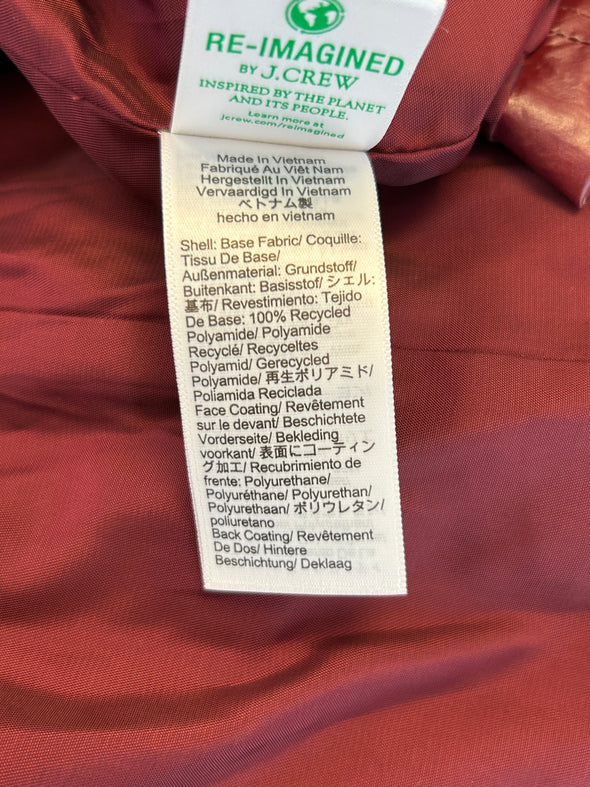 J.CREW
RE-IMAGINED
BY J.CREW
INSPIRED BY THE PLANET
AND ITS PEOPLE.
Learn more at
jcrew.com/reimagined
Made In Vietnam
Fabriqué Au Viêt Nam
Hergestellt In Vietnam
Vervaardigd In Vietnam
ベトナム製
hecho en vietnam
Shell: Base Fabric/ Coquille:
Tissu De Base/
Außenmaterial: Grundstoff/
Buitenkant: Basisstof/ シェル:
基布/ Revestimiento: Tejido
De Base: 100% Recycled
Polyamide/ Polyamide
Recyclé/ Recyceltes
Polyamid/ Gerecycled
Polyamide/ 再生ポリアミド/
Poliamida Reciclada
Face Coating/ Revêtement
sur le devant/ Beschichtete
Vorderseite/ Bekleding
voorkant/ 表面にコーティン
グ加工/ Recubrimiento de
frente: Polyurethane/
Polyuréthane/ Polyurethan/
Polyurethaan/ ポリウレタン/
poliuretano
Back Coating/ Revêtement
De Dos/ Hintere
Beschichtung/ Deklaag